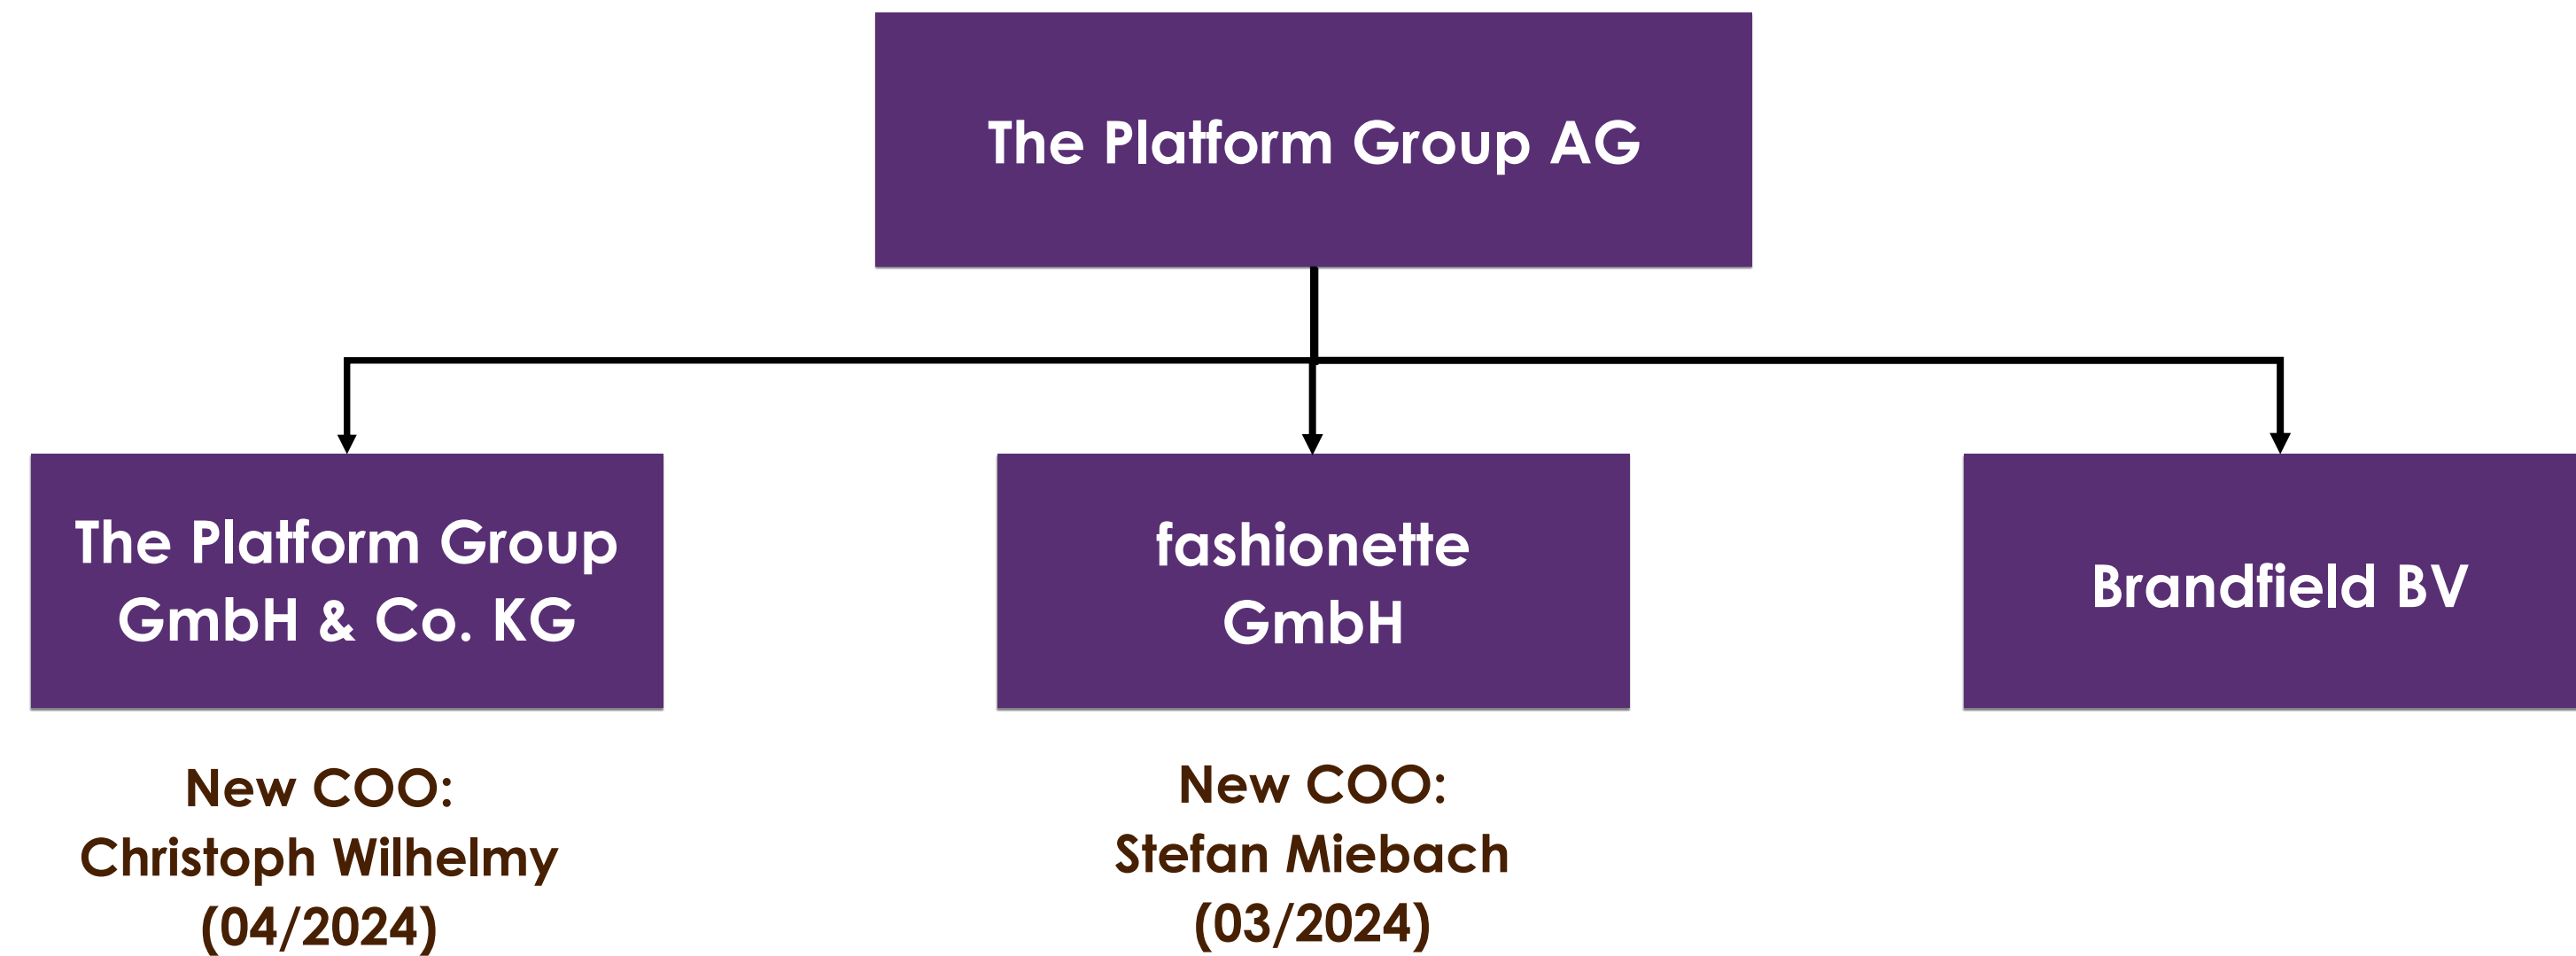 The Platform Group AG
The Platform Group
GmbH & Co. KG
fashionette
GmbH
Brandfield BV
New COO:
Christoph Wilhelmy
(04/2024)
New COO:
Stefan Miebach
(03/2024)